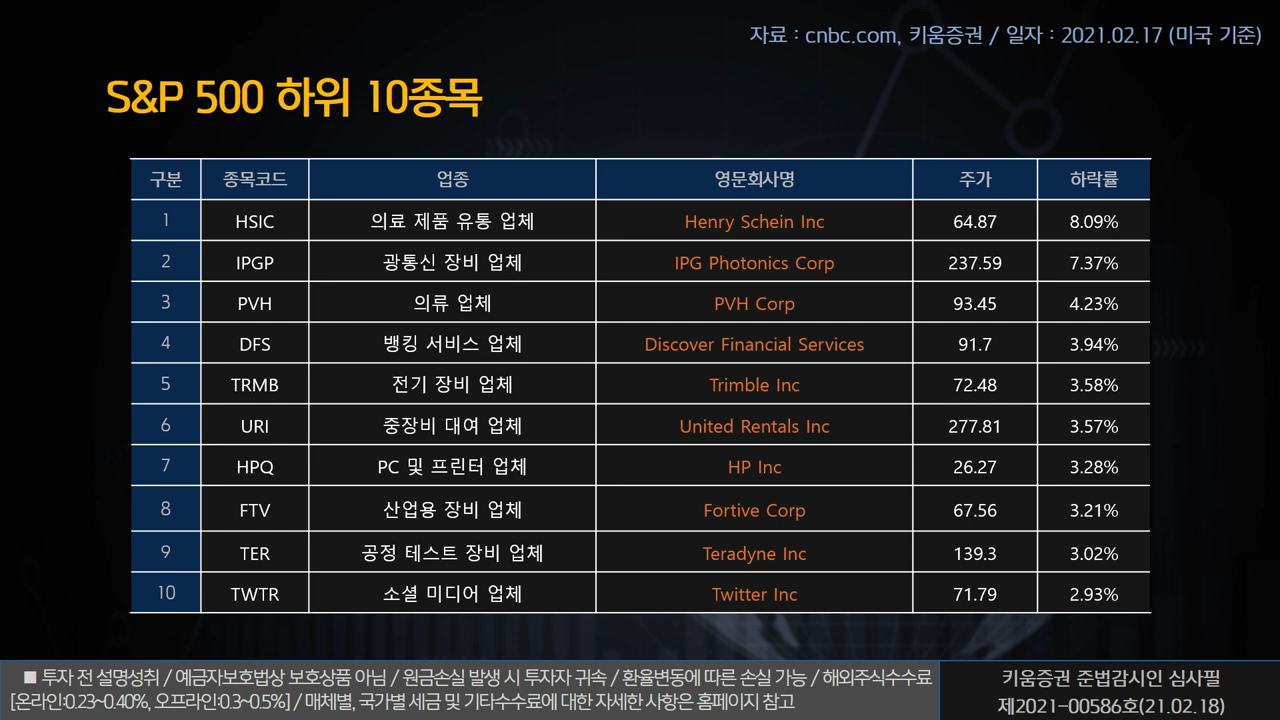 자료 : cnbc.com, 키움증권 / 일자 : 2021.02.17 (미국 기준)
S&P 500 하위 10종목
구분 종목코드 업종 영문회사명 주가 하락률
1 HSIC 의료 제품 유통 업체 Henry Schein Inc 64.87 8.09%
2 IPGP 광통신 장비 업체 IPG Photonics Corp 237.59 7.37%
3 PVH 의류 업체 PVH Corp 93.45 4.23%
4 DFS 뱅킹 서비스 업체 Discover Financial Services 91.7 3.94%
5 TRMB 전기 장비 업체 Trimble Inc 72.48 3.58%
6 URI 중장비 대여 업체 United Rentals Inc 277.81 3.57%
7 HPQ PC 및 프린터 업체 HP Inc 26.27 3.28%
8 FTV 산업용 장비 업체 Fortive Corp 67.56 3.21%
9 TER 공정 테스트 장비 업체 Teradyne Inc 139.3 3.02%
10 TWTR 소셜 미디어 업체 Twitter Inc 71.79 2.93%
■ 투자 전 설명성취 / 예금자보호법상 보호상품 아님 / 원금손실 발생 시 투자자 귀속 / 환율변동에 따른 손실 가능 / 해외주식수수료
[온라인:0.23~0.40%, 오프라인:0.3~0.5%] / 매체별, 국가별 세금 및 기타수수료에 대한 자세한 사항은 홈페이지 참고
키움증권 준법감시인 심사필
제2021-00586호(21.02.18)